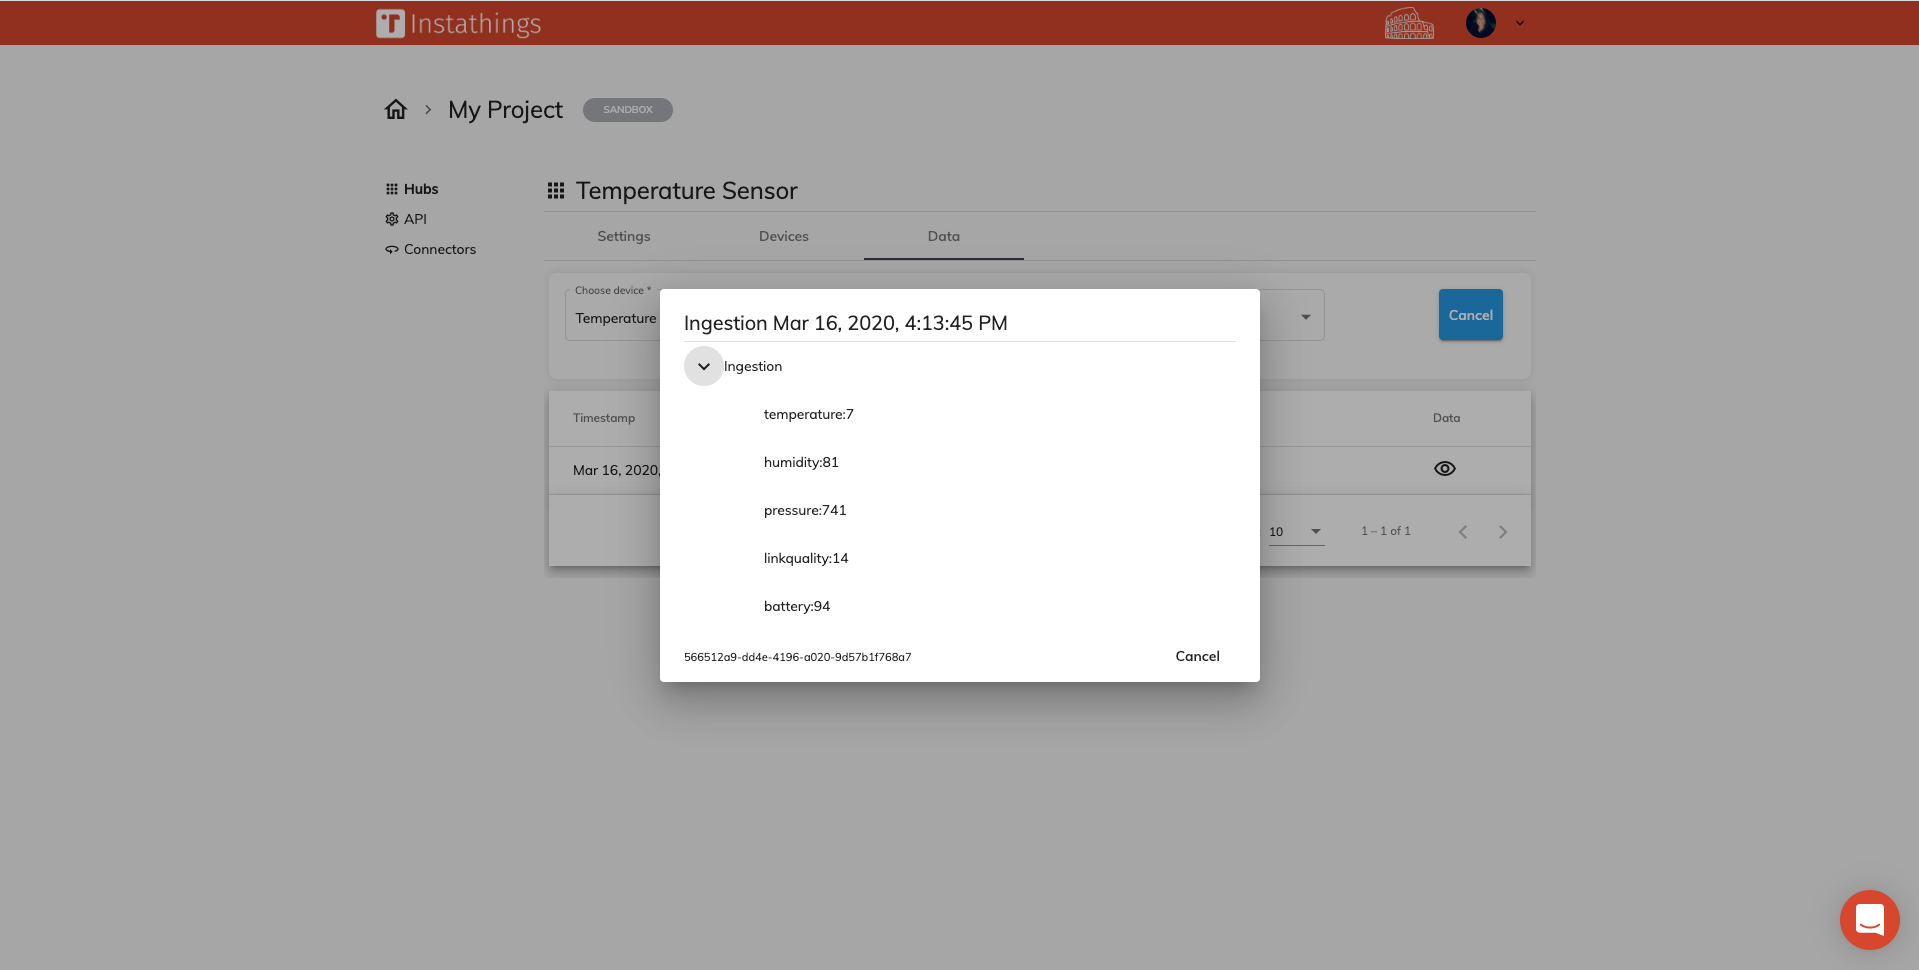 Instathings
My Project
SANDBOX
Hubs
API
Connectors
Temperature Sensor
Settings
Devices
Data
Choose device *
Temperature
Cancel
Timestamp
Data
Mar 16, 2020,
10
1 – 1 of 1
Ingestion Mar 16, 2020, 4:13:45 PM
Ingestion
temperature:7
humidity:81
pressure:741
linkquality:14
battery:94
566512a9-dd4e-4196-a020-9d57b1f768a7
Cancel